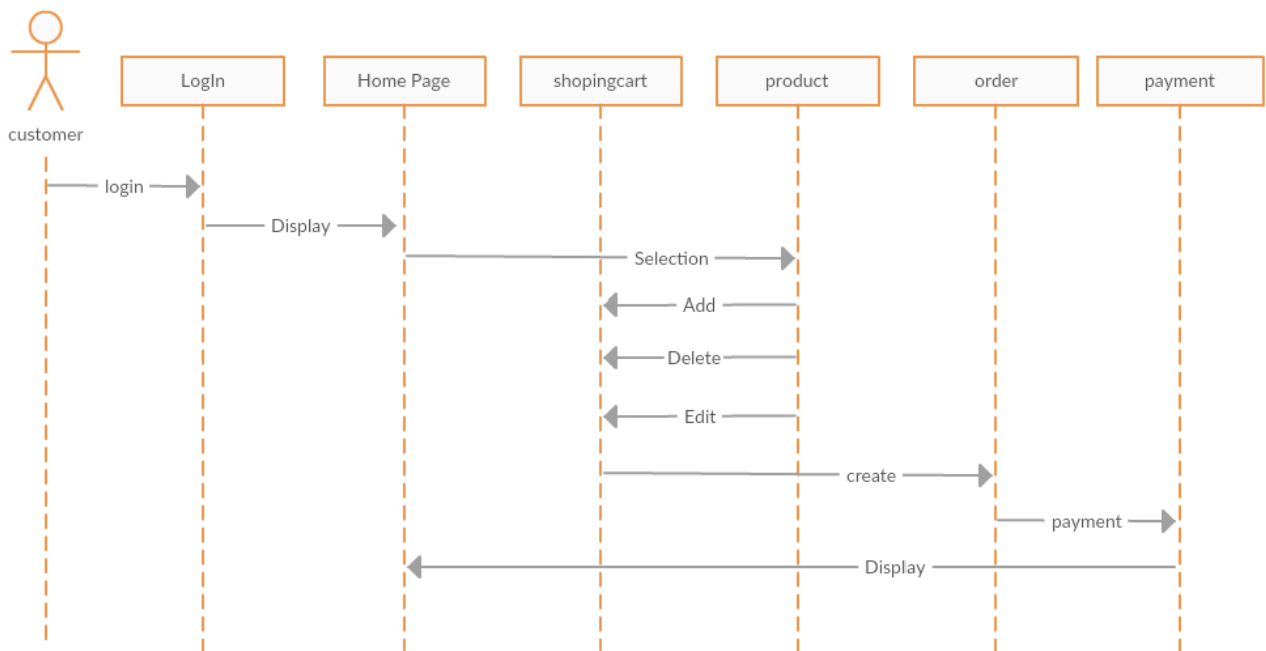 LogIn
Home Page
shopingcart
product
order
payment
customer
login
Display
Selection
Add
Delete
Edit
create
payment
Display